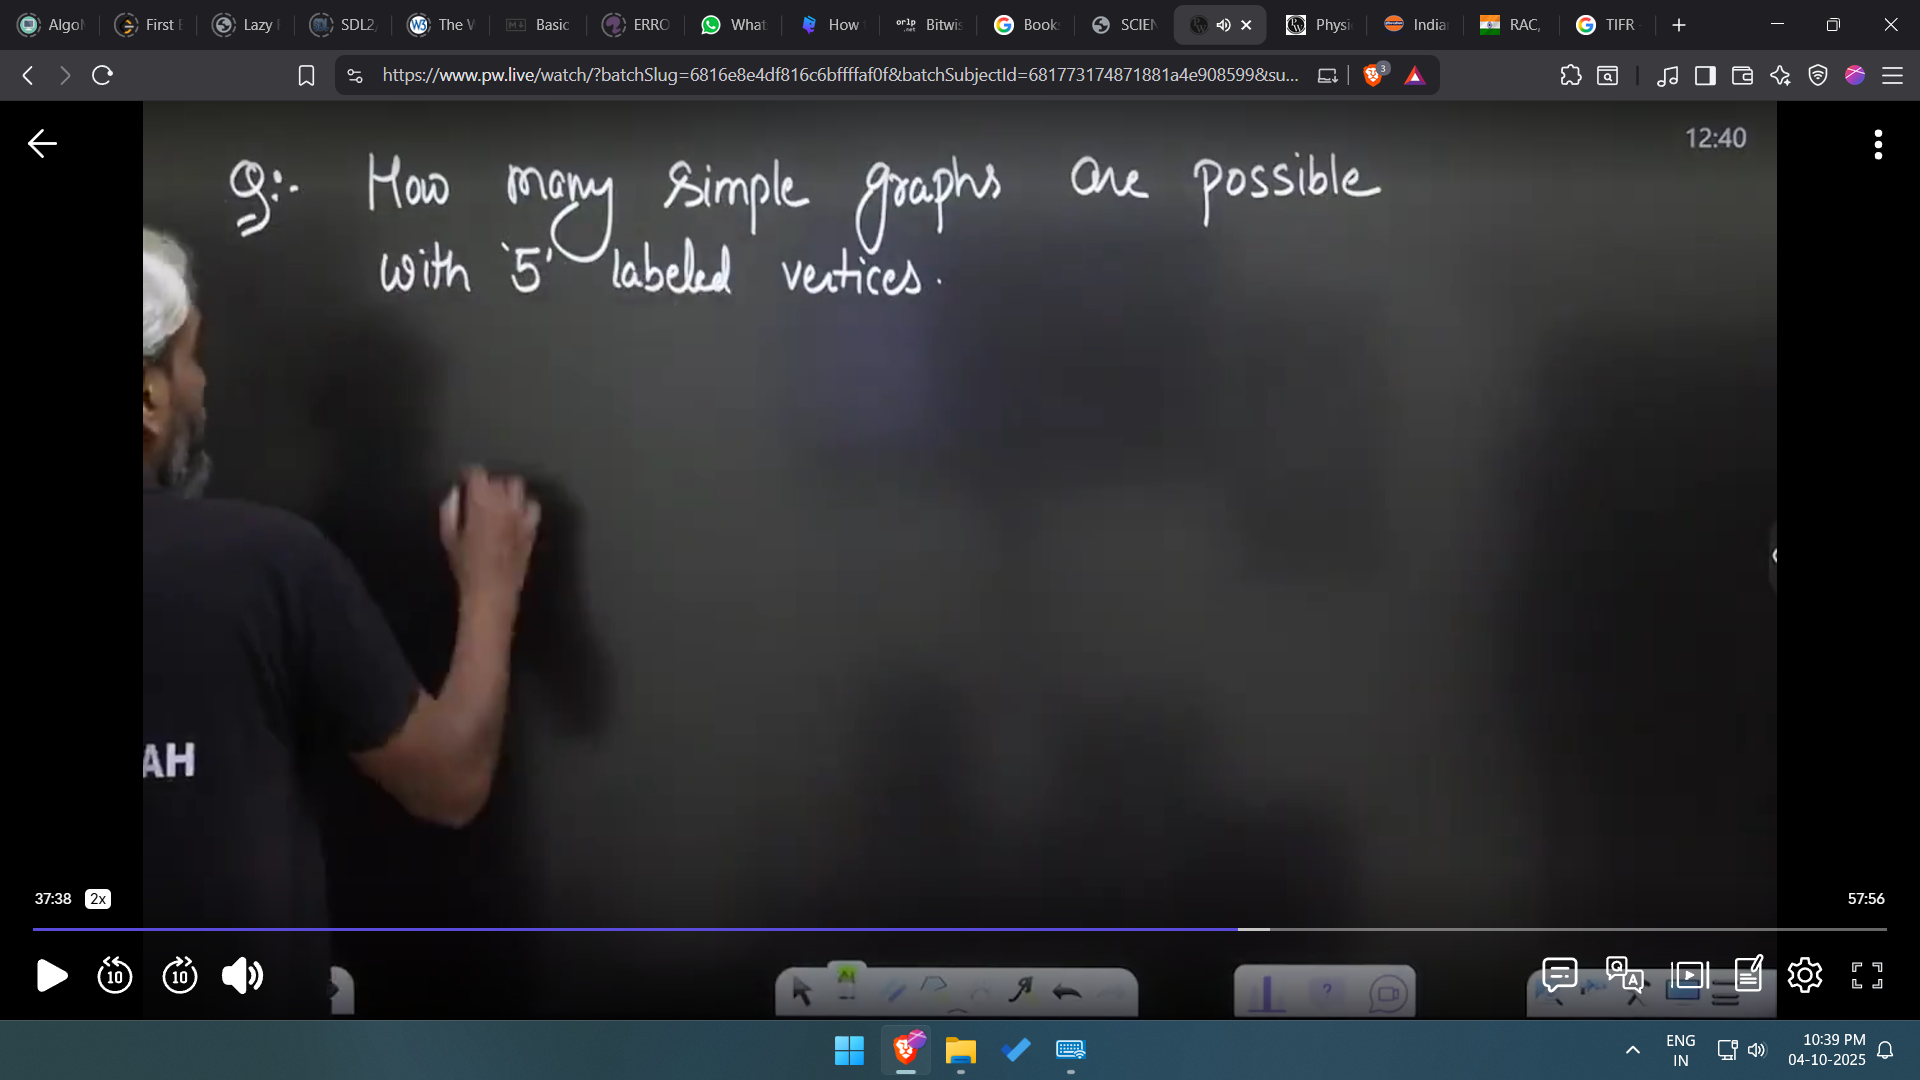 Algo
First E
Lazy
SDL2,
The W
Basic
ERRO
What
How
Bitwis
Book
SCIEN
Physi
India
RAC,
TIFR
https://www.pw.live/watch/?batchSlug=6816e8e4df816c6bffffaf0f&batchSubjectId=681773174871881a4e908599&su...
3
12:40
Q:- How many simple graphs are possible
with '5' labeled vertices.
AH
37:38 2x
57:56
10
10
ENG
IN
10:39 PM
04-10-2025